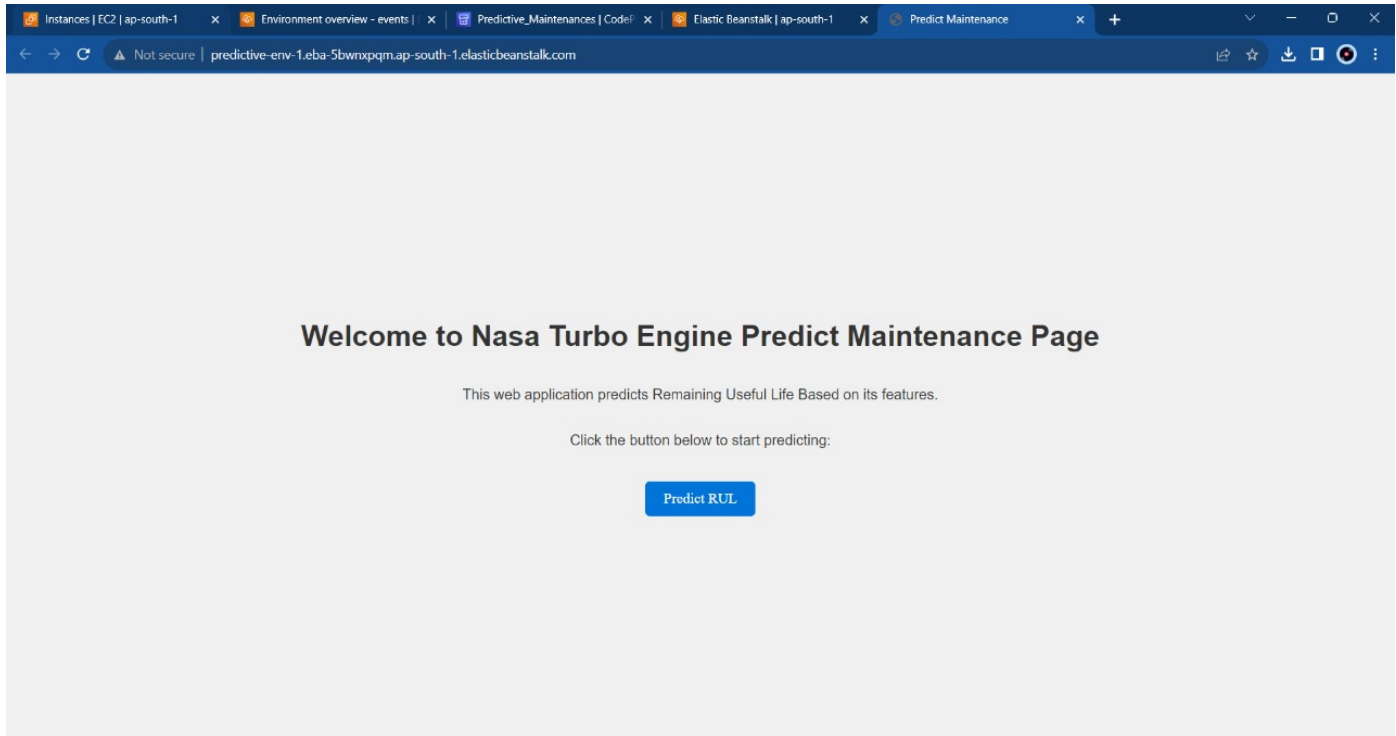 Instances | EC2 | ap-south-1
Environment overview - events |
Predictive_Maintenances | CodeP
Elastic Beanstalk | ap-south-1
Predict Maintenance
Not secure
predictive-env-1.eba-5bwnxpqm.ap-south-1.elasticbeanstalk.com
Welcome to Nasa Turbo Engine Predict Maintenance Page
This web application predicts Remaining Useful Life Based on its features.
Click the button below to start predicting:
Predict RUL